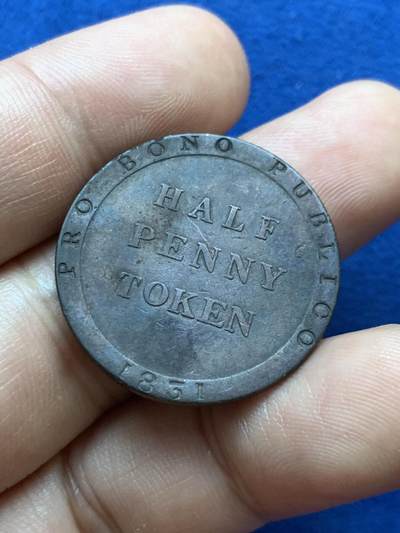 PRO BONO PUBLICO
HALF
PENNY
TOKEN
1831